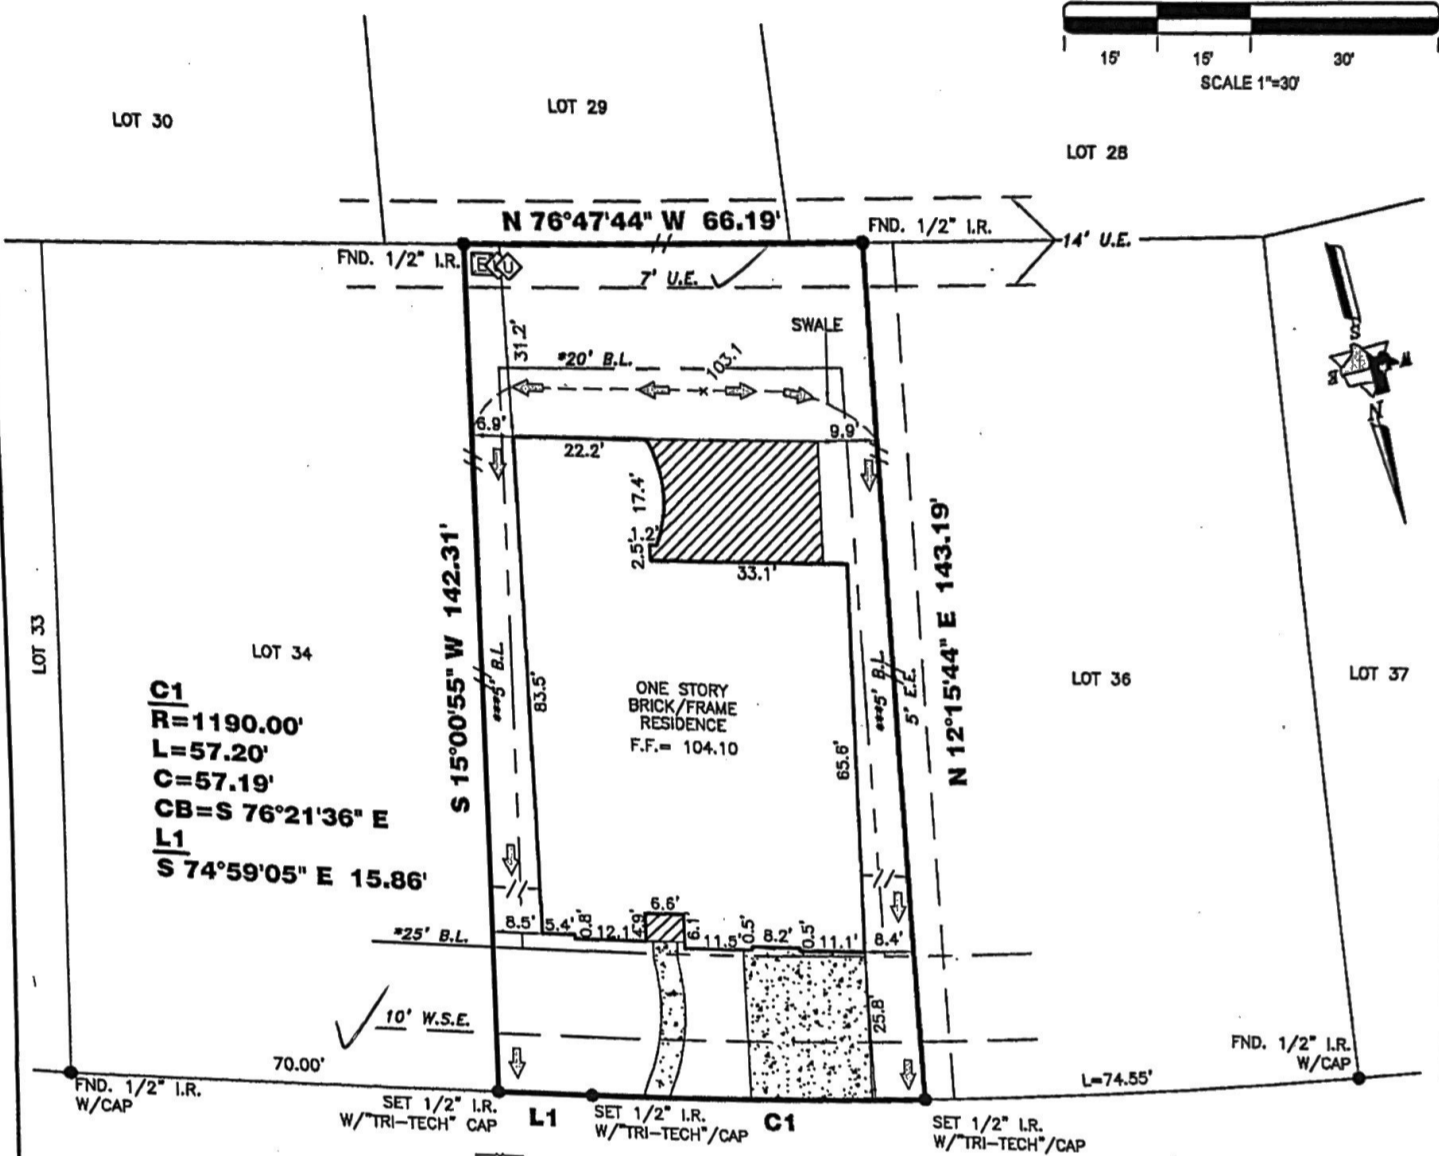 15' 15' 30'
SCALE 1"=30'
LOT 30
LOT 29
LOT 28
N 76°47'44" W 66.19'
FND. 1/2" I.R.
14' U.E.
FND. 1/2" I.R.
E U
7' U.E.
SWALE
31.2'
*20' B.L.
103.1
S
N
6.9'
9.9'
22.2'
17.4'
1.2'
2.5'
33.1'
S 15°00'55" W 142.31'
N 12°15'44" E 143.19'
LOT 33
LOT 34
***5' B.L.
83.5'
ONE STORY
BRICK/FRAME
RESIDENCE
F.F.= 104.10
65.6'
***5' B.L.
5' E.E.
LOT 36
LOT 37
C1
R=1190.00'
L=57.20'
C=57.19'
CB=S 76°21'36" E
L1
S 74°59'05" E 15.86'
6.6'
8.5' 5.4' 0.8' 12.1' 4.9' 6.1' 11.5' 0.5' 8.2' 0.5' 11.1' 8.4'
*25' B.L.
25.8'
10' W.S.E.
70.00'
FND. 1/2" I.R.
W/CAP
L=74.55'
FND. 1/2" I.R.
W/CAP
SET 1/2" I.R.
W/"TRI-TECH" CAP
L1
SET 1/2" I.R.
W/"TRI-TECH"/CAP
C1
SET 1/2" I.R.
W/"TRI-TECH"/CAP